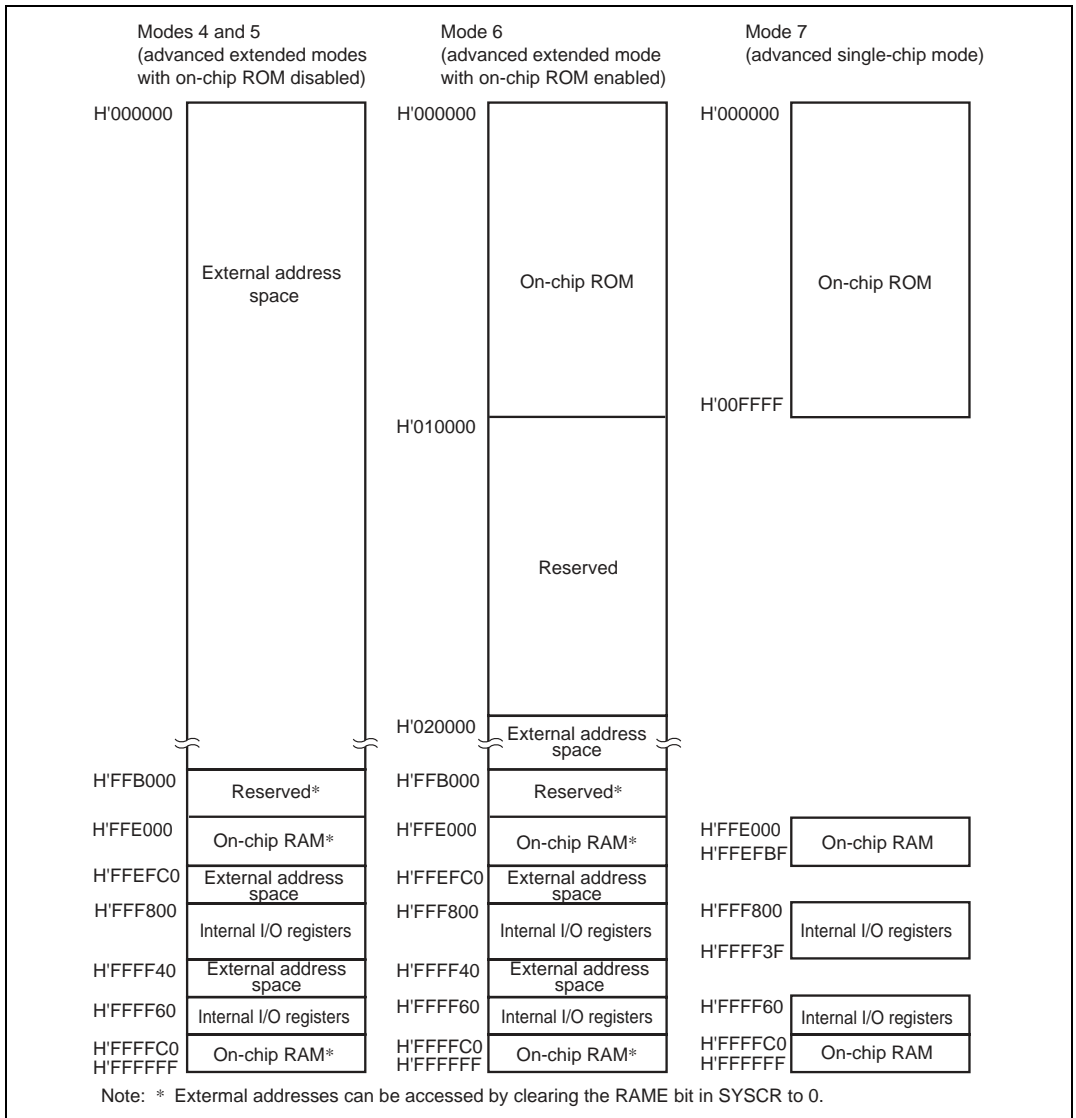 Modes 4 and 5
(advanced extended modes
with on-chip ROM disabled)
H'000000
External address
space
H'FFB000
Reserved*
H'FFE000
On-chip RAM*
H'FFEFC0
External address
space
H'FFF800
Internal I/O registers
H'FFFF40
External address
space
H'FFFF60
Internal I/O registers
H'FFFFC0
On-chip RAM*
H'FFFFFF
Mode 6
(advanced extended mode
with on-chip ROM enabled)
H'000000
On-chip ROM
H'010000
Reserved
H'020000
External address
space
H'FFB000
Reserved*
H'FFE000
On-chip RAM*
H'FFEFC0
External address
space
H'FFF800
Internal I/O registers
H'FFFF40
External address
space
H'FFFF60
Internal I/O registers
H'FFFFC0
On-chip RAM*
H'FFFFFF
Mode 7
(advanced single-chip mode)
H'000000
On-chip ROM
H'00FFFF
H'FFE000
On-chip RAM
H'FFEFBF
H'FFF800
Internal I/O registers
H'FFFF3F
H'FFFF60
Internal I/O registers
H'FFFFC0
On-chip RAM
H'FFFFFF
Note: * Extermal addresses can be accessed by clearing the RAME bit in SYSCR to 0.